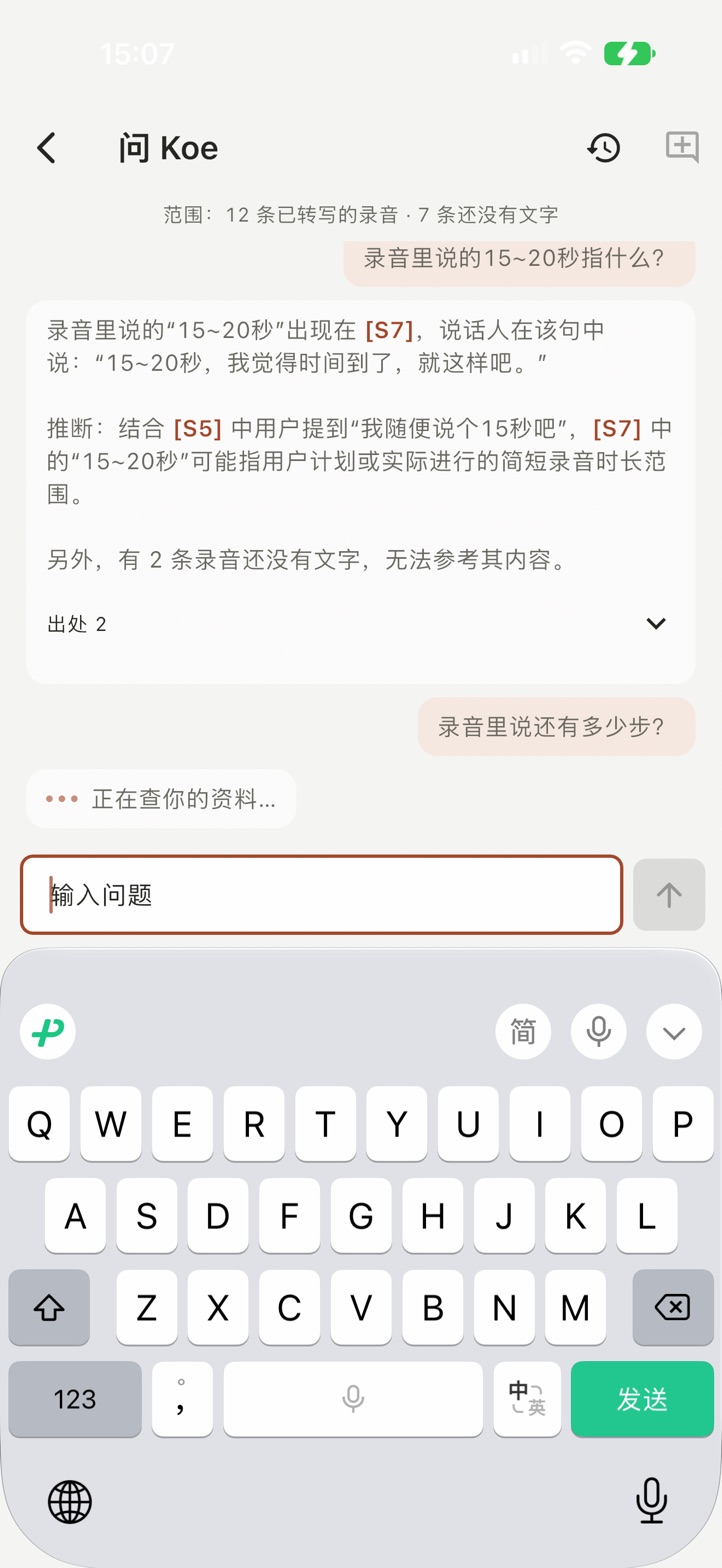 15:07
问 Koe
范围：12 条已转写的录音 · 7 条还没有文字
录音里说的15~20秒指什么？
录音里说的“15~20秒”出现在 [S7]，说话人在该句中
说：“15~20秒，我觉得时间到了，就这样吧。”
推断：结合 [S5] 中用户提到“我随便说个15秒吧”，[S7] 中
的“15~20秒”可能指用户计划或实际进行的简短录音时长范
围。
另外，有 2 条录音还没有文字，无法参考其内容。
出处 2
录音里说还有多少步？
正在查你的资料…
输入问题
简
Q W E R T Y U I O P
A S D F G H J K L
Z X C V B N M
123 ° , 中 英 发送